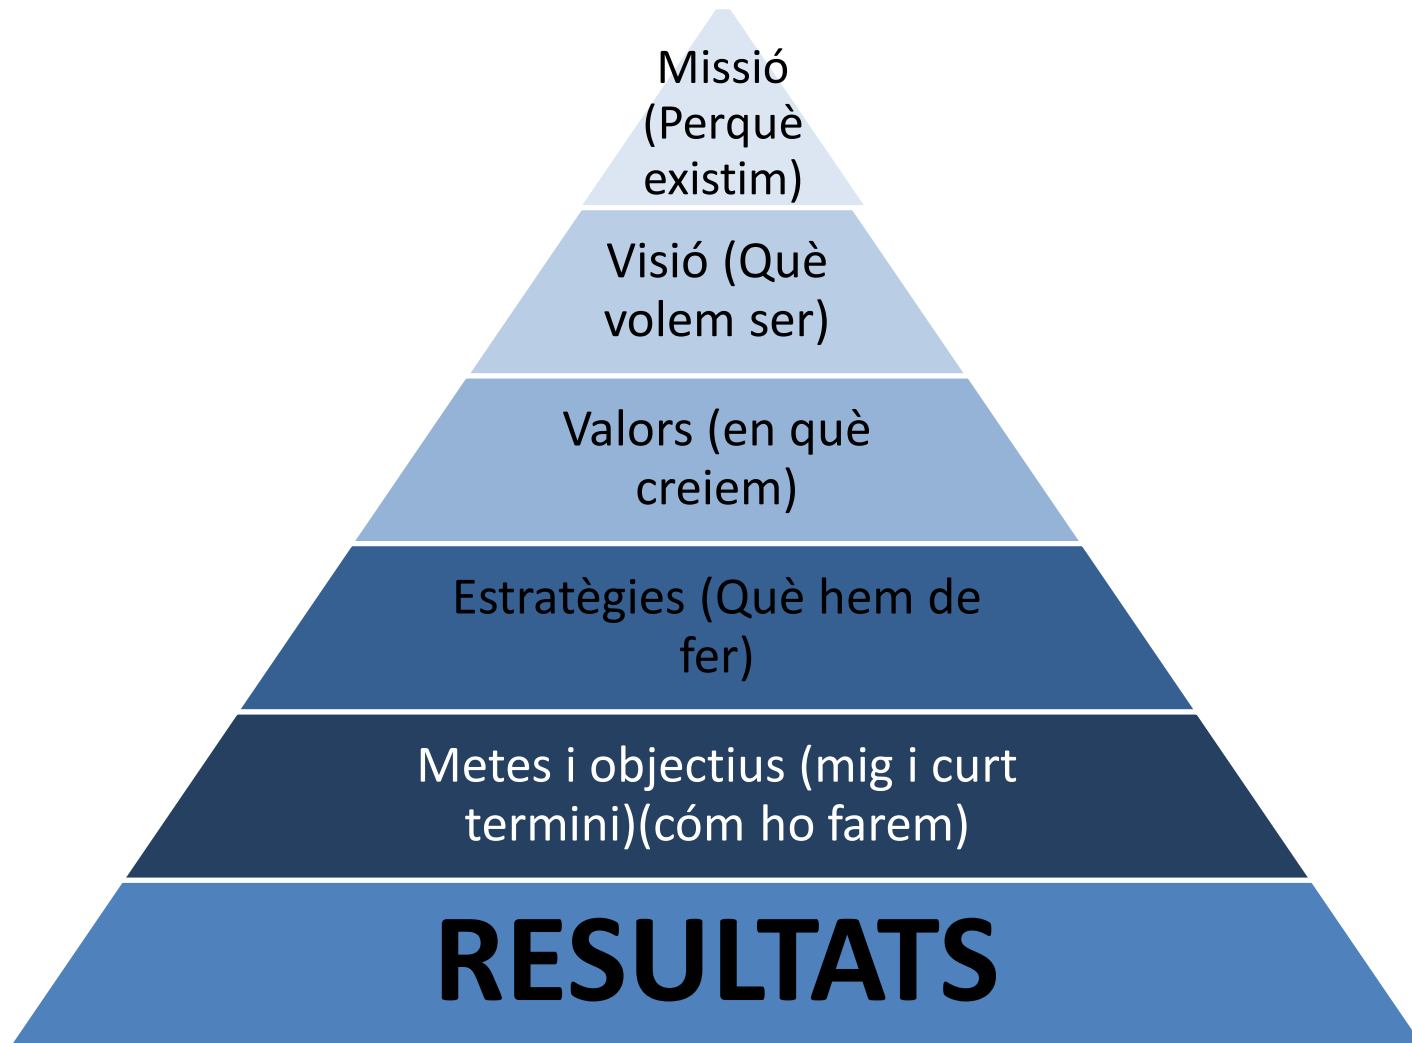 Missió
(Perquè
existim)
Visió (Què
volem ser)
Valors (en què
creiem)
Estratègies (Què hem de
fer)
Metes i objectius (mig i curt
termini)(cóm ho farem)
RESULTATS